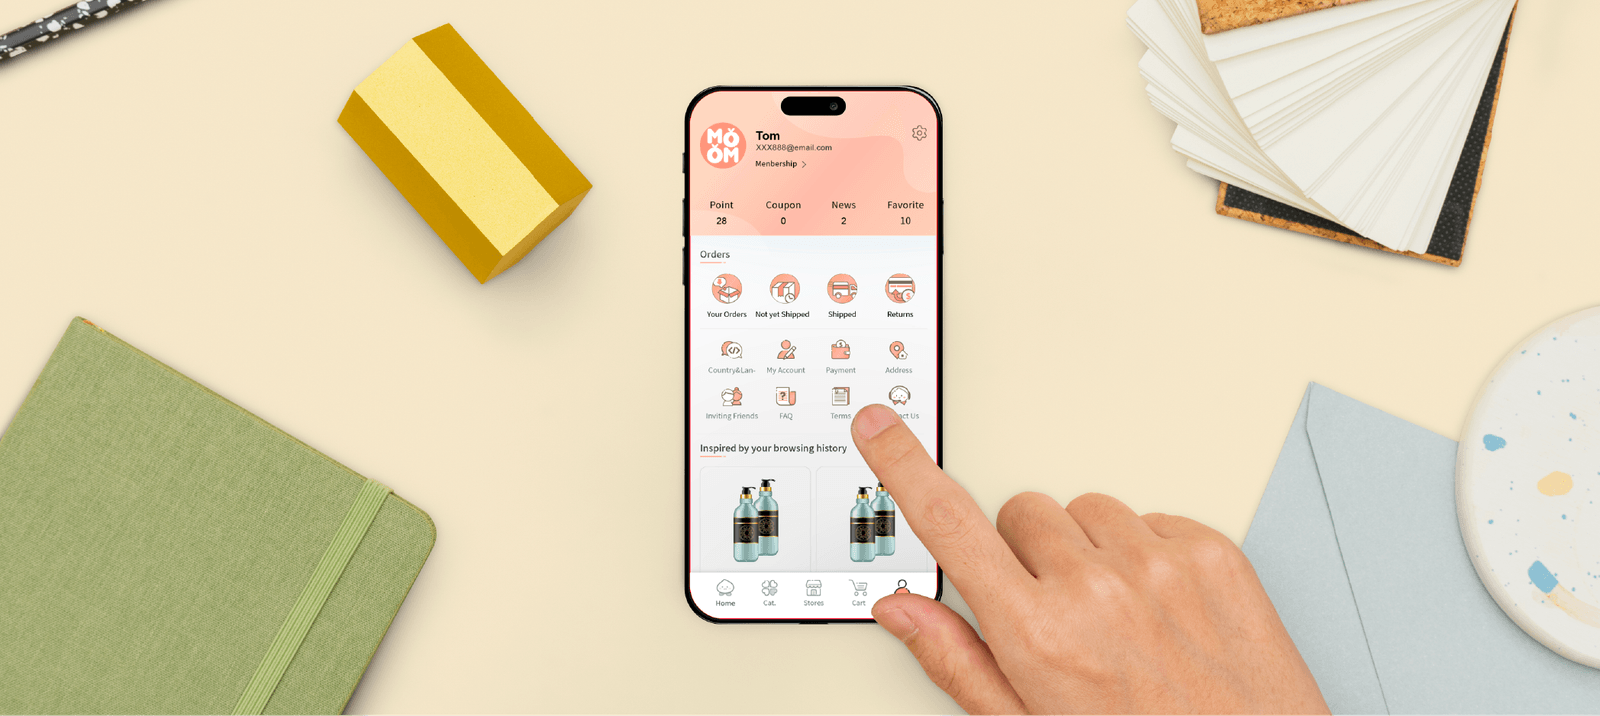 MO
OM
Tom
XXX888@email.com
Menbership >
Point
Coupon
News
Favorite
28
0
2
10
Orders
Your Orders
Not yet Shipped
Shipped
Returns
Country&Lan-
My Account
Payment
Address
Inviting Friends
FAQ
Terms
act Us
Inspired by your browsing history
Home
Cat.
Stores
Cart